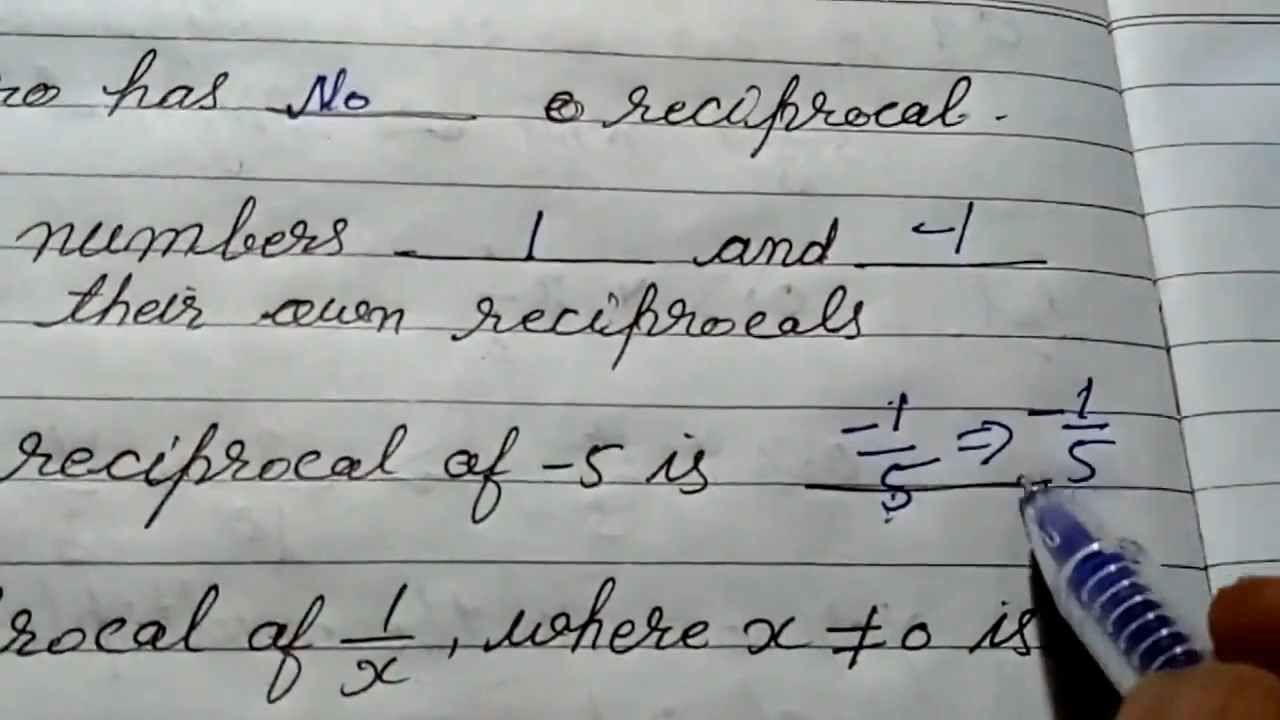 ro has No reciprocal.
numbers 1 and -1
their own reciprocals
reciprocal of -5 is -1/5 ⇒ -1/5
rocal of 1/x, where x ≠ 0 is